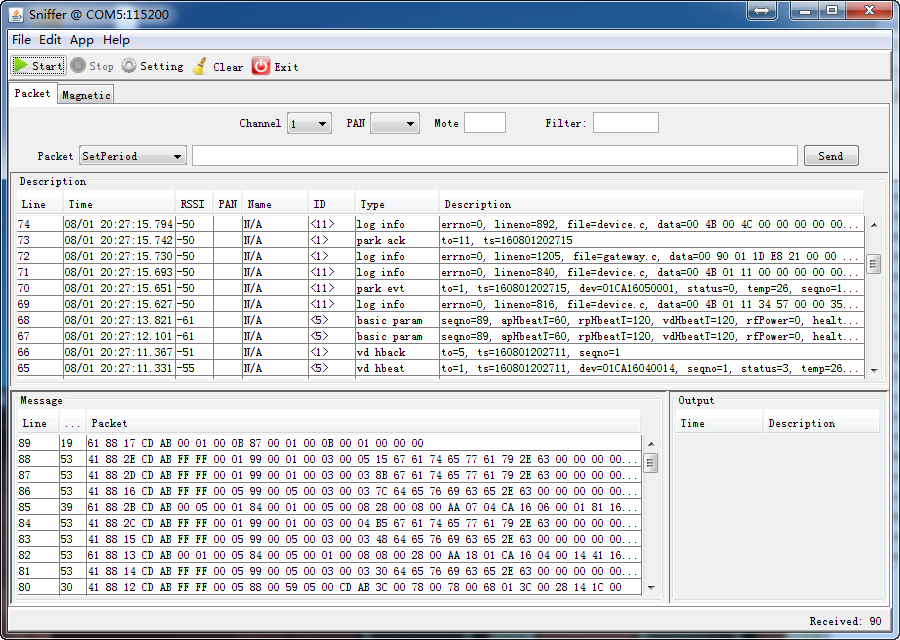 Sniffer @ COM5:115200
File Edit App Help
Start Stop Setting Clear Exit
Packet Magnetic
Channel 1 PAN Mote Filter:
Packet SetPeriod Send
Description
Line Time RSSI PAN Name ID Type Description
74 08/01 20:27:15.794 -50 N/A <11> log info errno=0, lineno=892, file=device.c, data=00 4B 00 4C 00 00 00 00 00...
73 08/01 20:27:15.742 -50 N/A <1> park ack to=11, ts=160801202715
72 08/01 20:27:15.730 -50 N/A <1> log info errno=0, lineno=1205, file=gateway.c, data=00 90 01 1D E8 21 00 00 ...
71 08/01 20:27:15.693 -50 N/A <11> log info errno=0, lineno=840, file=device.c, data=00 4B 01 11 00 00 00 00 00...
70 08/01 20:27:15.651 -50 N/A <11> park evt to=1, ts=160801202715, dev=01CA16050001, status=0, temp=26, seqno=1...
69 08/01 20:27:15.627 -50 N/A <11> log info errno=0, lineno=816, file=device.c, data=00 4B 01 11 34 57 00 00 35...
68 08/01 20:27:13.821 -61 N/A <5> basic param seqno=89, apHbeatI=60, rpHbeatI=120, vdHbeatI=120, rfPower=0, healt...
67 08/01 20:27:12.101 -61 N/A <5> basic param seqno=89, apHbeatI=60, rpHbeatI=120, vdHbeatI=120, rfPower=0, healt...
66 08/01 20:27:11.367 -51 N/A <1> vd hback to=5, ts=160801202711, seqno=1
65 08/01 20:27:11.331 -55 N/A <5> vd hbeat to=1, ts=160801202711, dev=01CA16040014, seqno=1, status=3, temp=26...
Message
Line ... Packet
89 19 61 88 17 CD AB 00 01 00 0B 87 00 01 00 0B 00 01 00 00 00
88 53 41 88 2E CD AB FF FF 00 01 99 00 01 00 03 00 05 15 67 61 74 65 77 61 79 2E 63 00 00 00 00...
87 53 41 88 2D CD AB FF FF 00 01 99 00 01 00 03 00 03 8B 67 61 74 65 77 61 79 2E 63 00 00 00 00...
86 53 41 88 16 CD AB FF FF 00 05 99 00 05 00 03 00 03 7C 64 65 76 69 63 65 2E 63 00 00 00 00 00...
85 39 61 88 2B CD AB 00 05 00 01 84 00 01 00 05 00 08 28 00 08 00 AA 07 04 CA 16 06 00 01 81 16...
84 53 41 88 2C CD AB FF FF 00 01 99 00 01 00 03 00 04 B5 67 61 74 65 77 61 79 2E 63 00 00 00 00...
83 53 41 88 15 CD AB FF FF 00 05 99 00 05 00 03 00 03 48 64 65 76 69 63 65 2E 63 00 00 00 00 00...
82 53 61 88 13 CD AB 00 01 00 05 84 00 05 00 01 00 08 08 00 28 00 AA 18 01 CA 16 04 00 14 41 16...
81 53 41 88 14 CD AB FF FF 00 05 99 00 05 00 03 00 03 30 64 65 76 69 63 65 2E 63 00 00 00 00 00...
80 30 41 88 12 CD AB FF FF 00 05 88 00 59 05 00 CD AB 3C 00 78 00 78 00 68 01 3C 00 28 14 1C 00
Output
Time Description
Received: 90